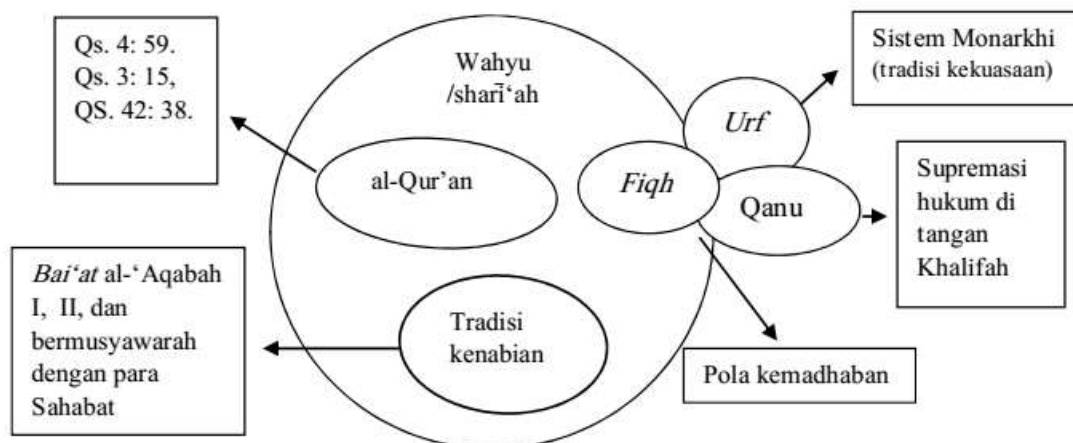 Qs. 4: 59.
Qs. 3: 15,
QS. 42: 38.
Wahyu
/sharī‘ah
al-Qur’an
Tradisi
kenabian
Bai‘at al-‘Aqabah
I, II, dan
bermusyawarah
dengan para
Sahabat
Fiqh
Urf
Qanu
Sistem Monarkhi
(tradisi kekuasaan)
Supremasi
hukum di
tangan
Khalifah
Pola kemadhaban